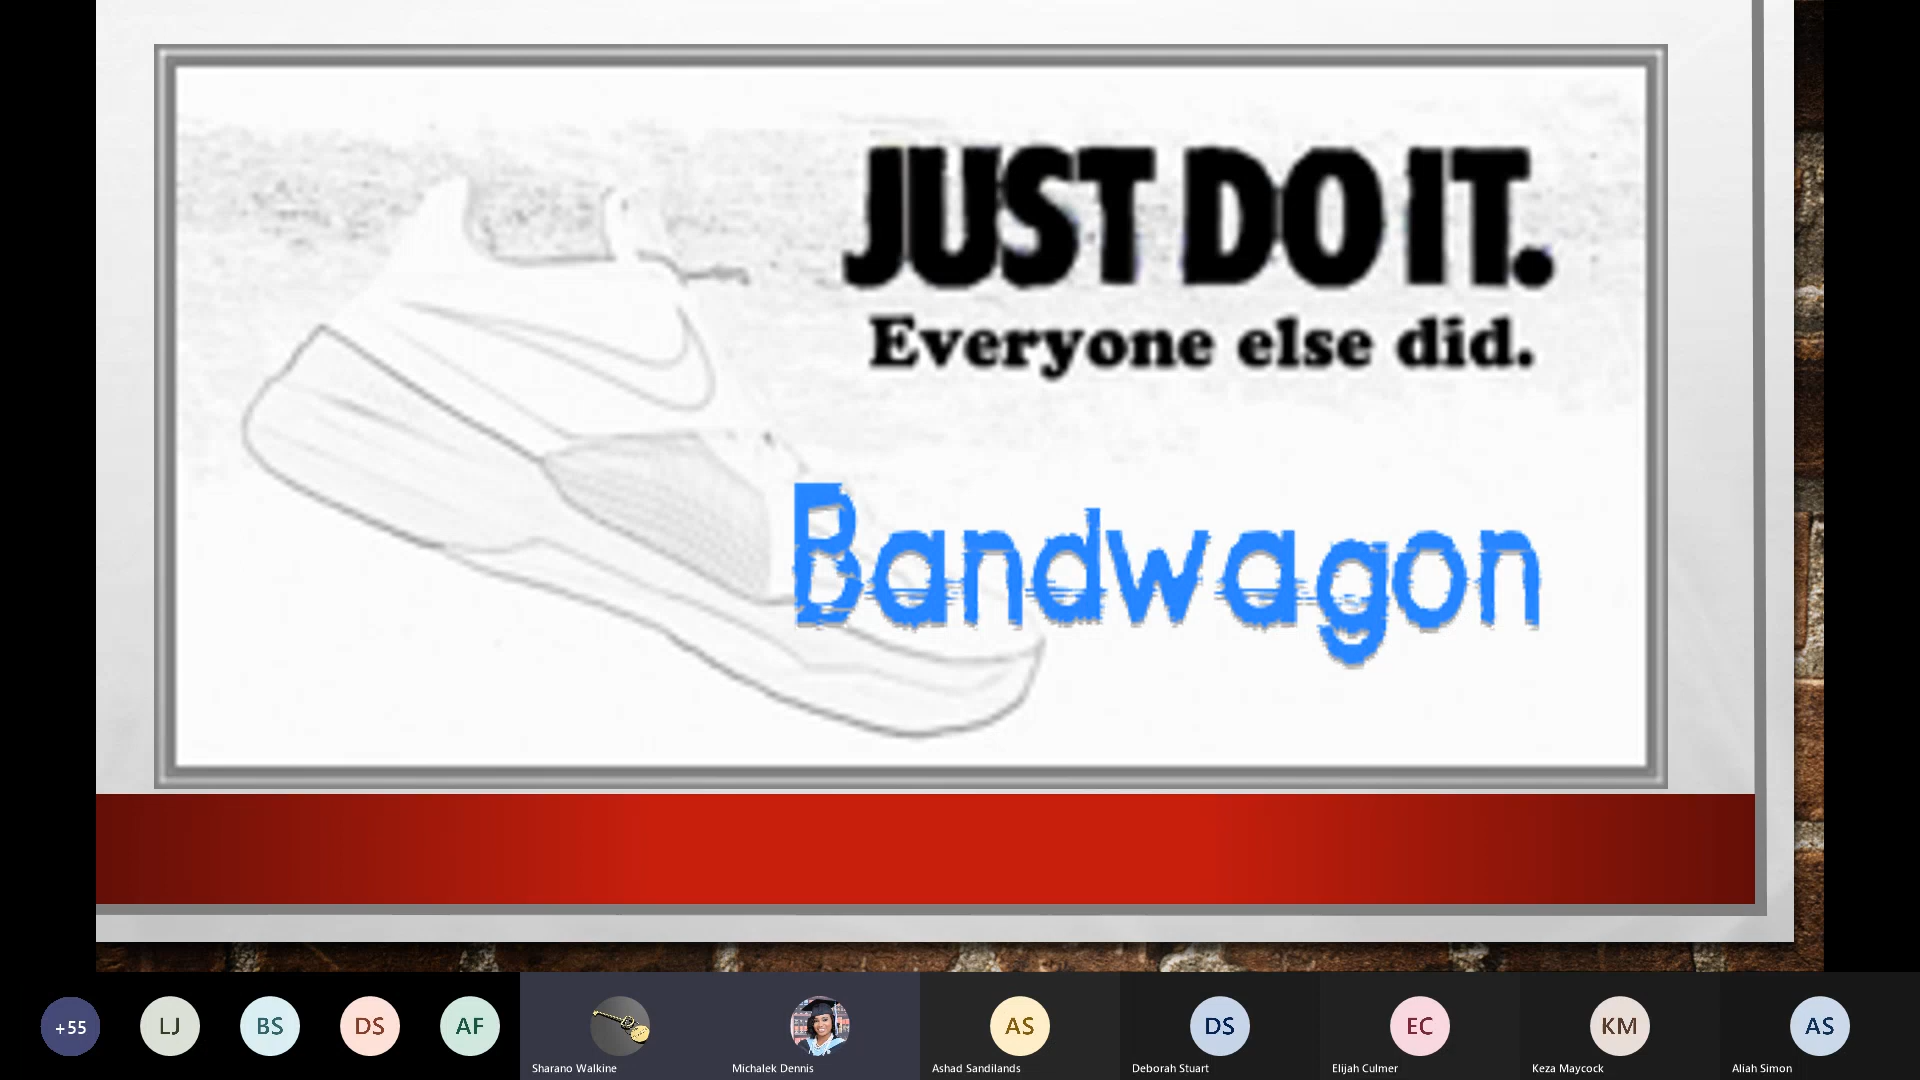 JUST DO IT.
Everyone else did.
Bandwagon
+55
LJ
BS
DS
AF
AS
DS
EC
KM
AS
Sharano Walkine
Michalek Dennis
Ashad Sandilands
Deborah Stuart
Elijah Culmer
Keza Maycock
Aliah Simon